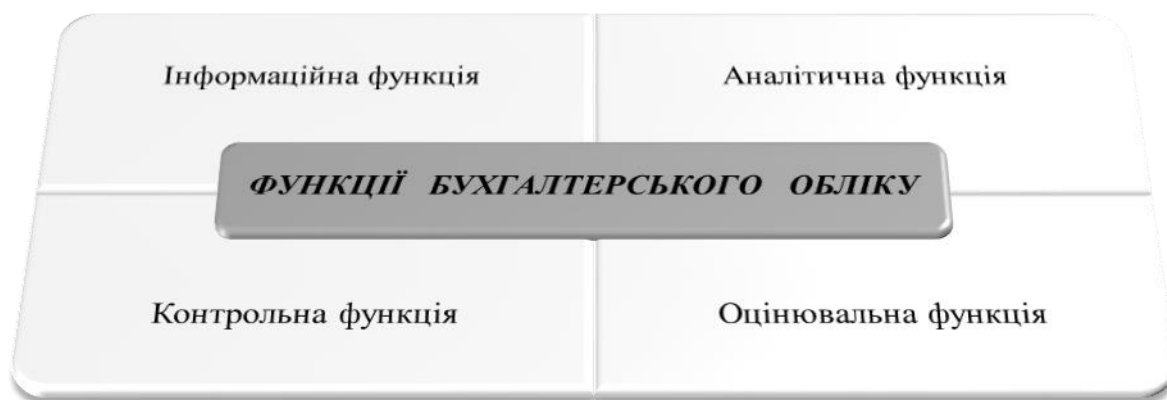 Інформаційна функція
Аналітична функція
ФУНКЦІЇ БУХГАЛТЕРСЬКОГО ОБЛІКУ
Контрольна функція
Оцінювальна функція